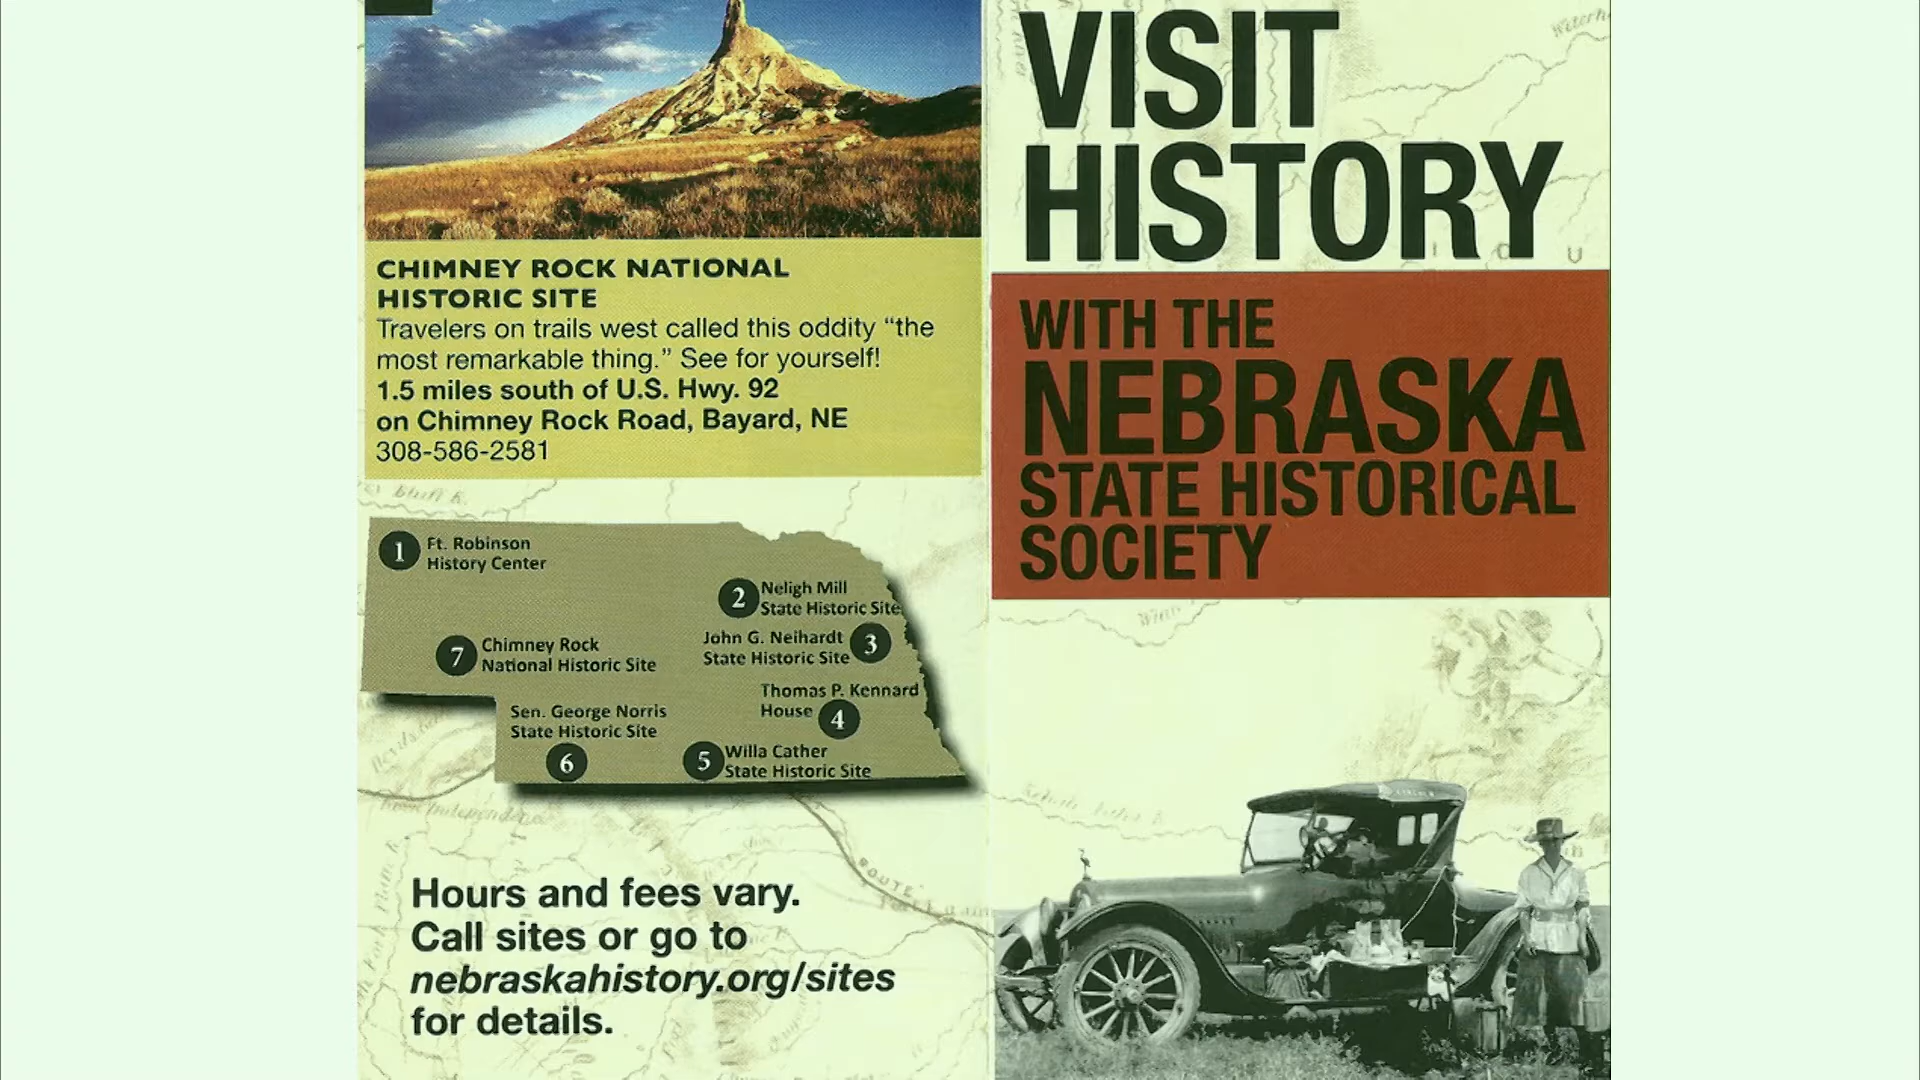 CHIMNEY ROCK NATIONAL
HISTORIC SITE
Travelers on trails west called this oddity “the
most remarkable thing.” See for yourself!
1.5 miles south of U.S. Hwy. 92
on Chimney Rock Road, Bayard, NE
308-586-2581
1 Ft. Robinson
History Center
2 Neligh Mill
State Historic Site
John G. Neihardt
State Historic Site 3
7 Chimney Rock
National Historic Site
Thomas P. Kennard
House 4
Sen. George Norris
State Historic Site
6
5 Willa Cather
State Historic Site
Hours and fees vary.
Call sites or go to
nebraskahistory.org/sites
for details.
VISIT
HISTORY
WITH THE
NEBRASKA
STATE HISTORICAL
SOCIETY